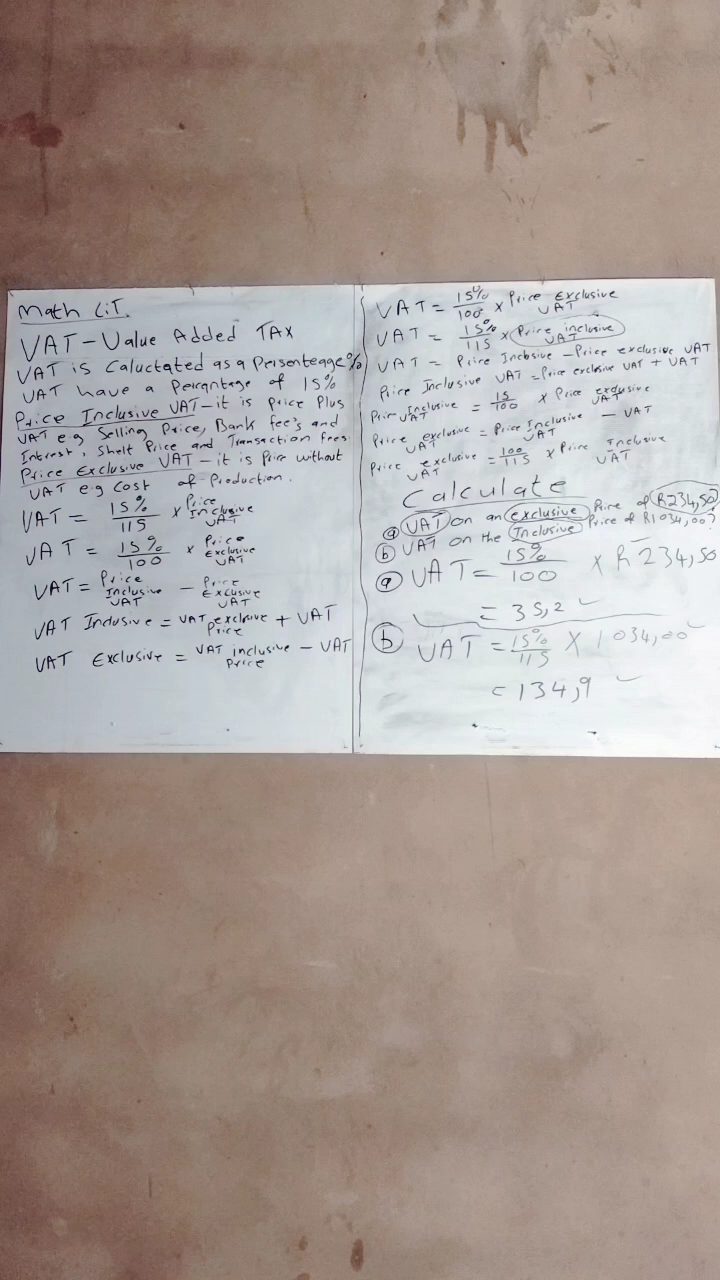 Math LiT.
VAT - Value Added TAX
VAT is Caluctated as a Persenteage %
VAT have a Perçantage of 15%
Price Inclusive VAT - it is Price Plus
VAT eg Selling Price, Bank fee's and
Interest, Shelt Price and Transaction fees
Price Exclusive VAT - it is Prire without
VAT e.g Cost of Production.
VAT = 15%/115 × Price Inclusive VAT
VAT = 15%/100 × Price Exclusive VAT
VAT = Price Inclusive VAT - Price Exclusive VAT
VAT Inclusive = VAT exclusive Price + VAT
VAT Exclusive = VAT inclusive Price - VAT
VAT = 15%/100 × Price Exclusive VAT
VAT = 15%/115 × Price inclusive VAT
VAT = Price Inclusive - Price exclusive VAT
Price Inclusive VAT = Price exclusive VAT + VAT
Price Inclusive VAT = 15/100 × Price exclusive VAT
Price exclusive VAT = Price Inclusive VAT - VAT
Price exclusive VAT = 100/115 × Price Inclusive VAT
Calculate
ⓐ VAT on an exclusive Price of R234,50
ⓑ VAT on the Inclusive Price of R1034,00?
ⓐ VAT = 15%/100 × R234,50
= 35,2 ✓
ⓑ VAT = 15%/115 × 1034,00 ✓
= 134,9 ✓